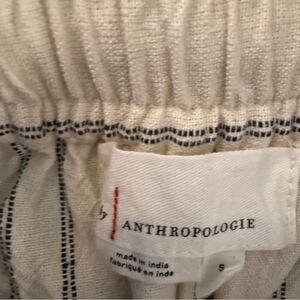 by
ANTHROPOLOGIE
made in india
fabriqué en inde
S